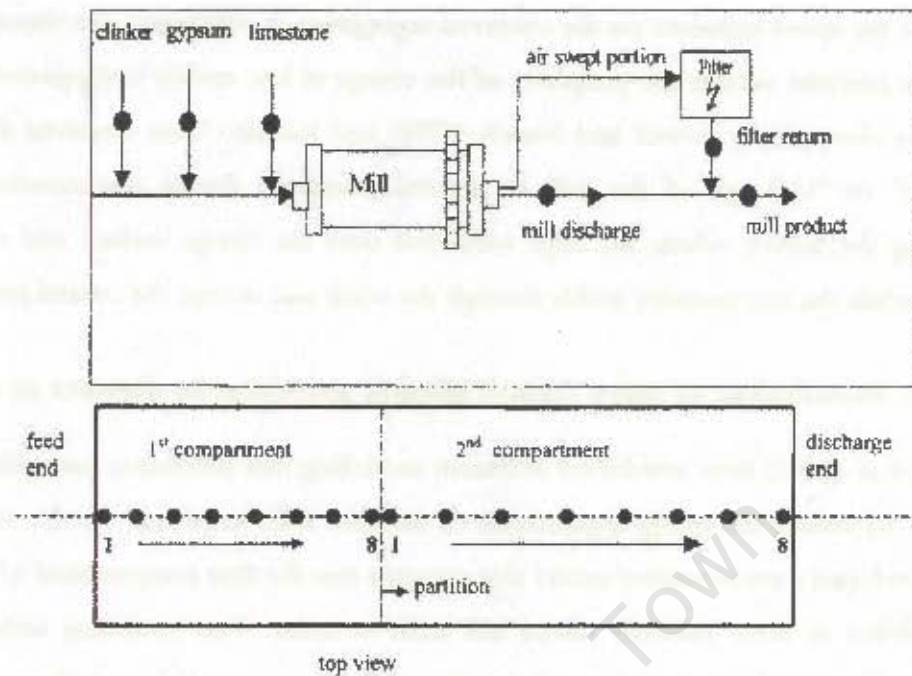 clinker gypsum limestone
air swept portion
Filter
filter return
Mill
mill discharge
mill product
feed end
1st compartment
2nd compartment
discharge end
1 8 1 8
partition
top view
Town